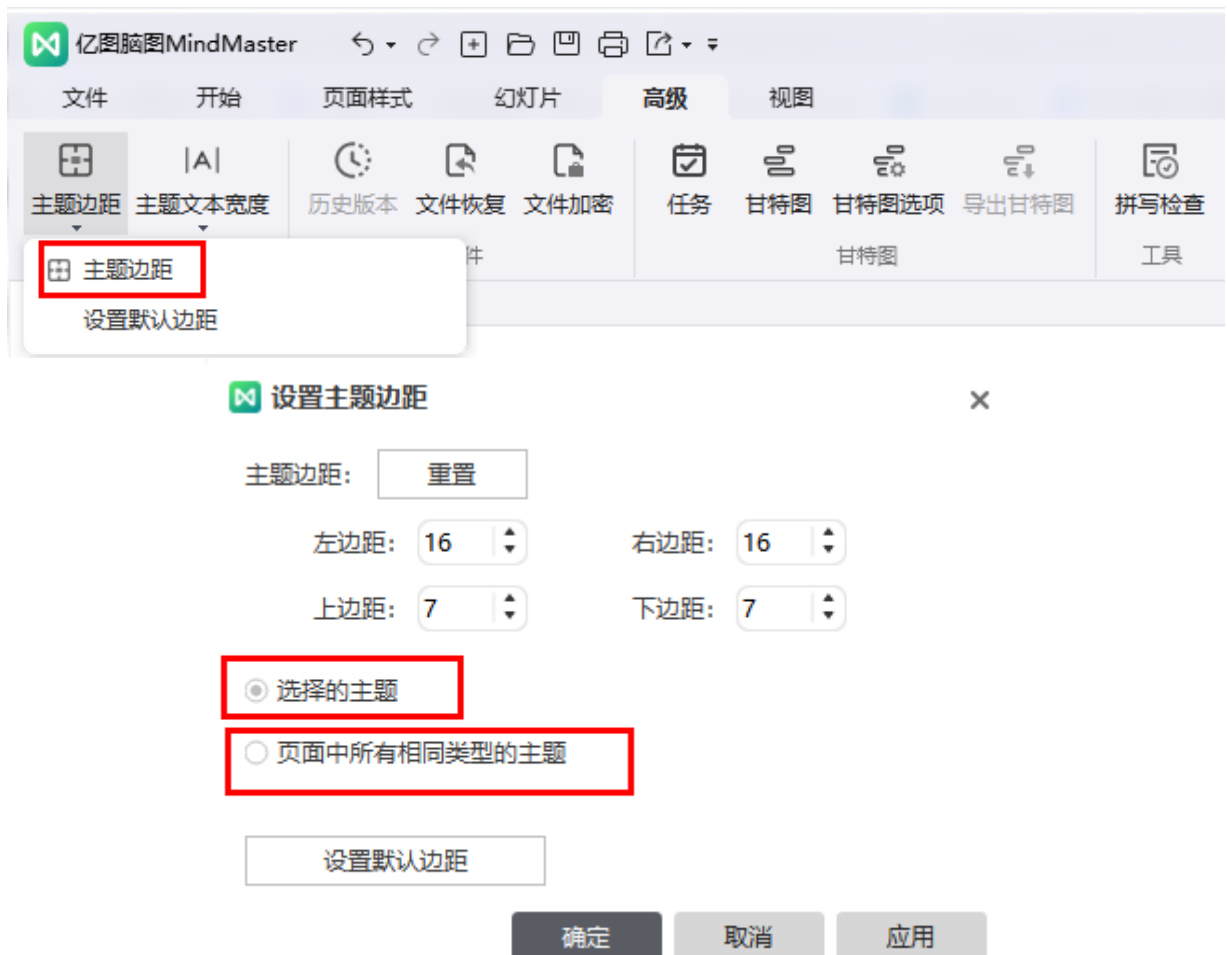 亿图脑图MindMaster
文件 开始 页面样式 幻灯片 高级 视图
主题边距 主题文本宽度 历史版本 文件恢复 文件加密 任务 甘特图 甘特图选项 导出甘特图 拼写检查
件 甘特图 工具
主题边距
设置默认边距
设置主题边距
主题边距： 重置
左边距： 16 右边距： 16
上边距： 7 下边距： 7
选择的主题
页面中所有相同类型的主题
设置默认边距
确定 取消 应用